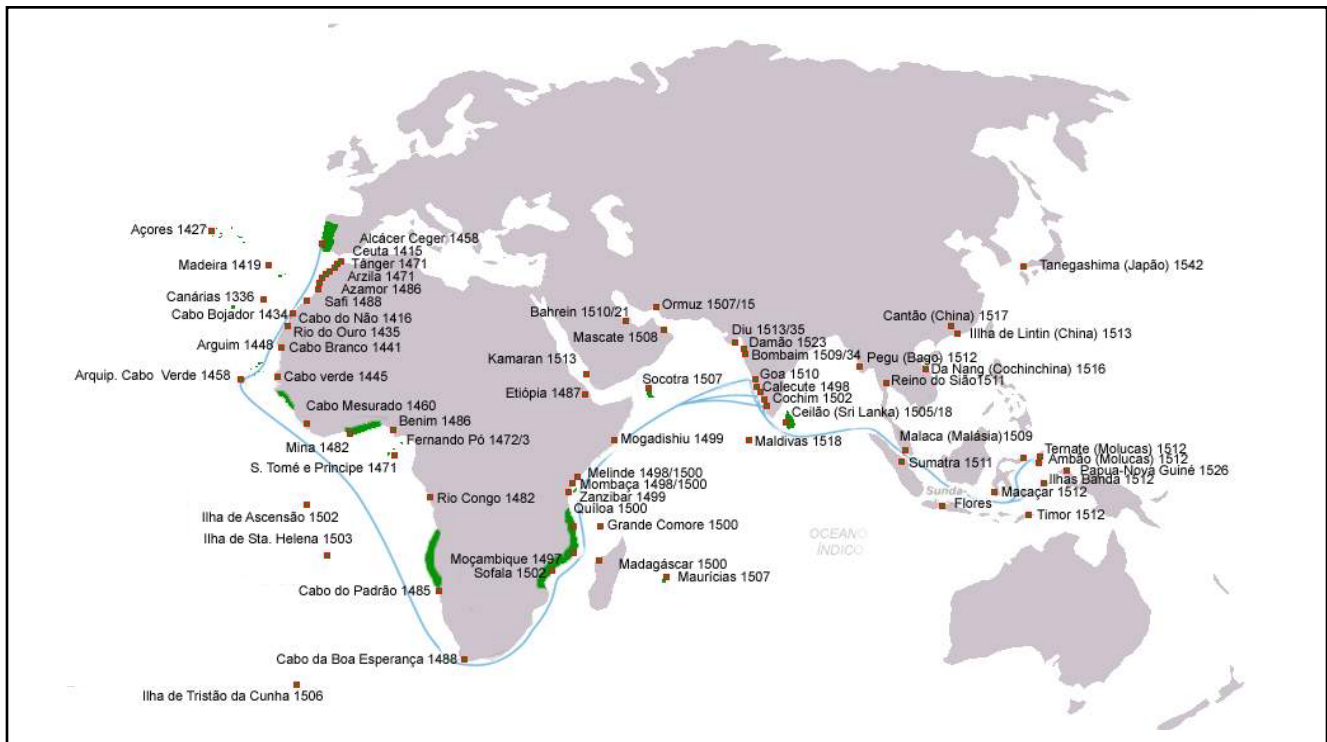 Açores 1427
Madeira 1419
Canárias 1336
Cabo Bojador 1434
Arguim 1448
Arquip. Cabo Verde 1458
Alcácer Ceger 1458
Ceuta 1415
Tânger 1471
Arzila 1471
Azamor 1486
Safi 1488
Cabo do Não 1416
Rio do Ouro 1435
Cabo Branco 1441
Cabo verde 1445
Cabo Mesurado 1460
Mina 1482
Benim 1486
Fernando Pó 1472/3
S. Tomé e Principe 1471
Ilha de Ascensão 1502
Ilha de Sta. Helena 1503
Rio Congo 1482
Cabo do Padrão 1485
Cabo da Boa Esperança 1488
Ilha de Tristão da Cunha 1506
Bahrein 1510/21
Ormuz 1507/15
Mascate 1508
Kamaran 1513
Etiópia 1487
Socotra 1507
Mogadishiu 1499
Melinde 1498/1500
Mombaça 1498/1500
Zanzibar 1499
Quíloa 1500
Grande Comore 1500
Moçambique 1497
Sofala 1502
Madagáscar 1500
Maurícias 1507
Diu 1513/35
Damão 1523
Bombaim 1509/34
Goa 1510
Calecute 1498
Cochim 1502
Ceilão (Sri Lanka) 1505/18
Maldivas 1518
Tanegashima (Japão) 1542
Cantão (China) 1517
Illha de Lintin (China) 1513
Pegu (Bago) 1512
Da Nang (Cochinchina) 1516
Reino do Sião1511
Malaca (Malásia)1509
Sumatra 1511
Ternate (Molucas) 1512
Ambão (Molucas) 1512
Papua-Nova Guiné 1526
Ilhas Banda 1512
Macaçar 1512
Sunda-
Flores
Timor 1512
OCEANO
ÍNDICO